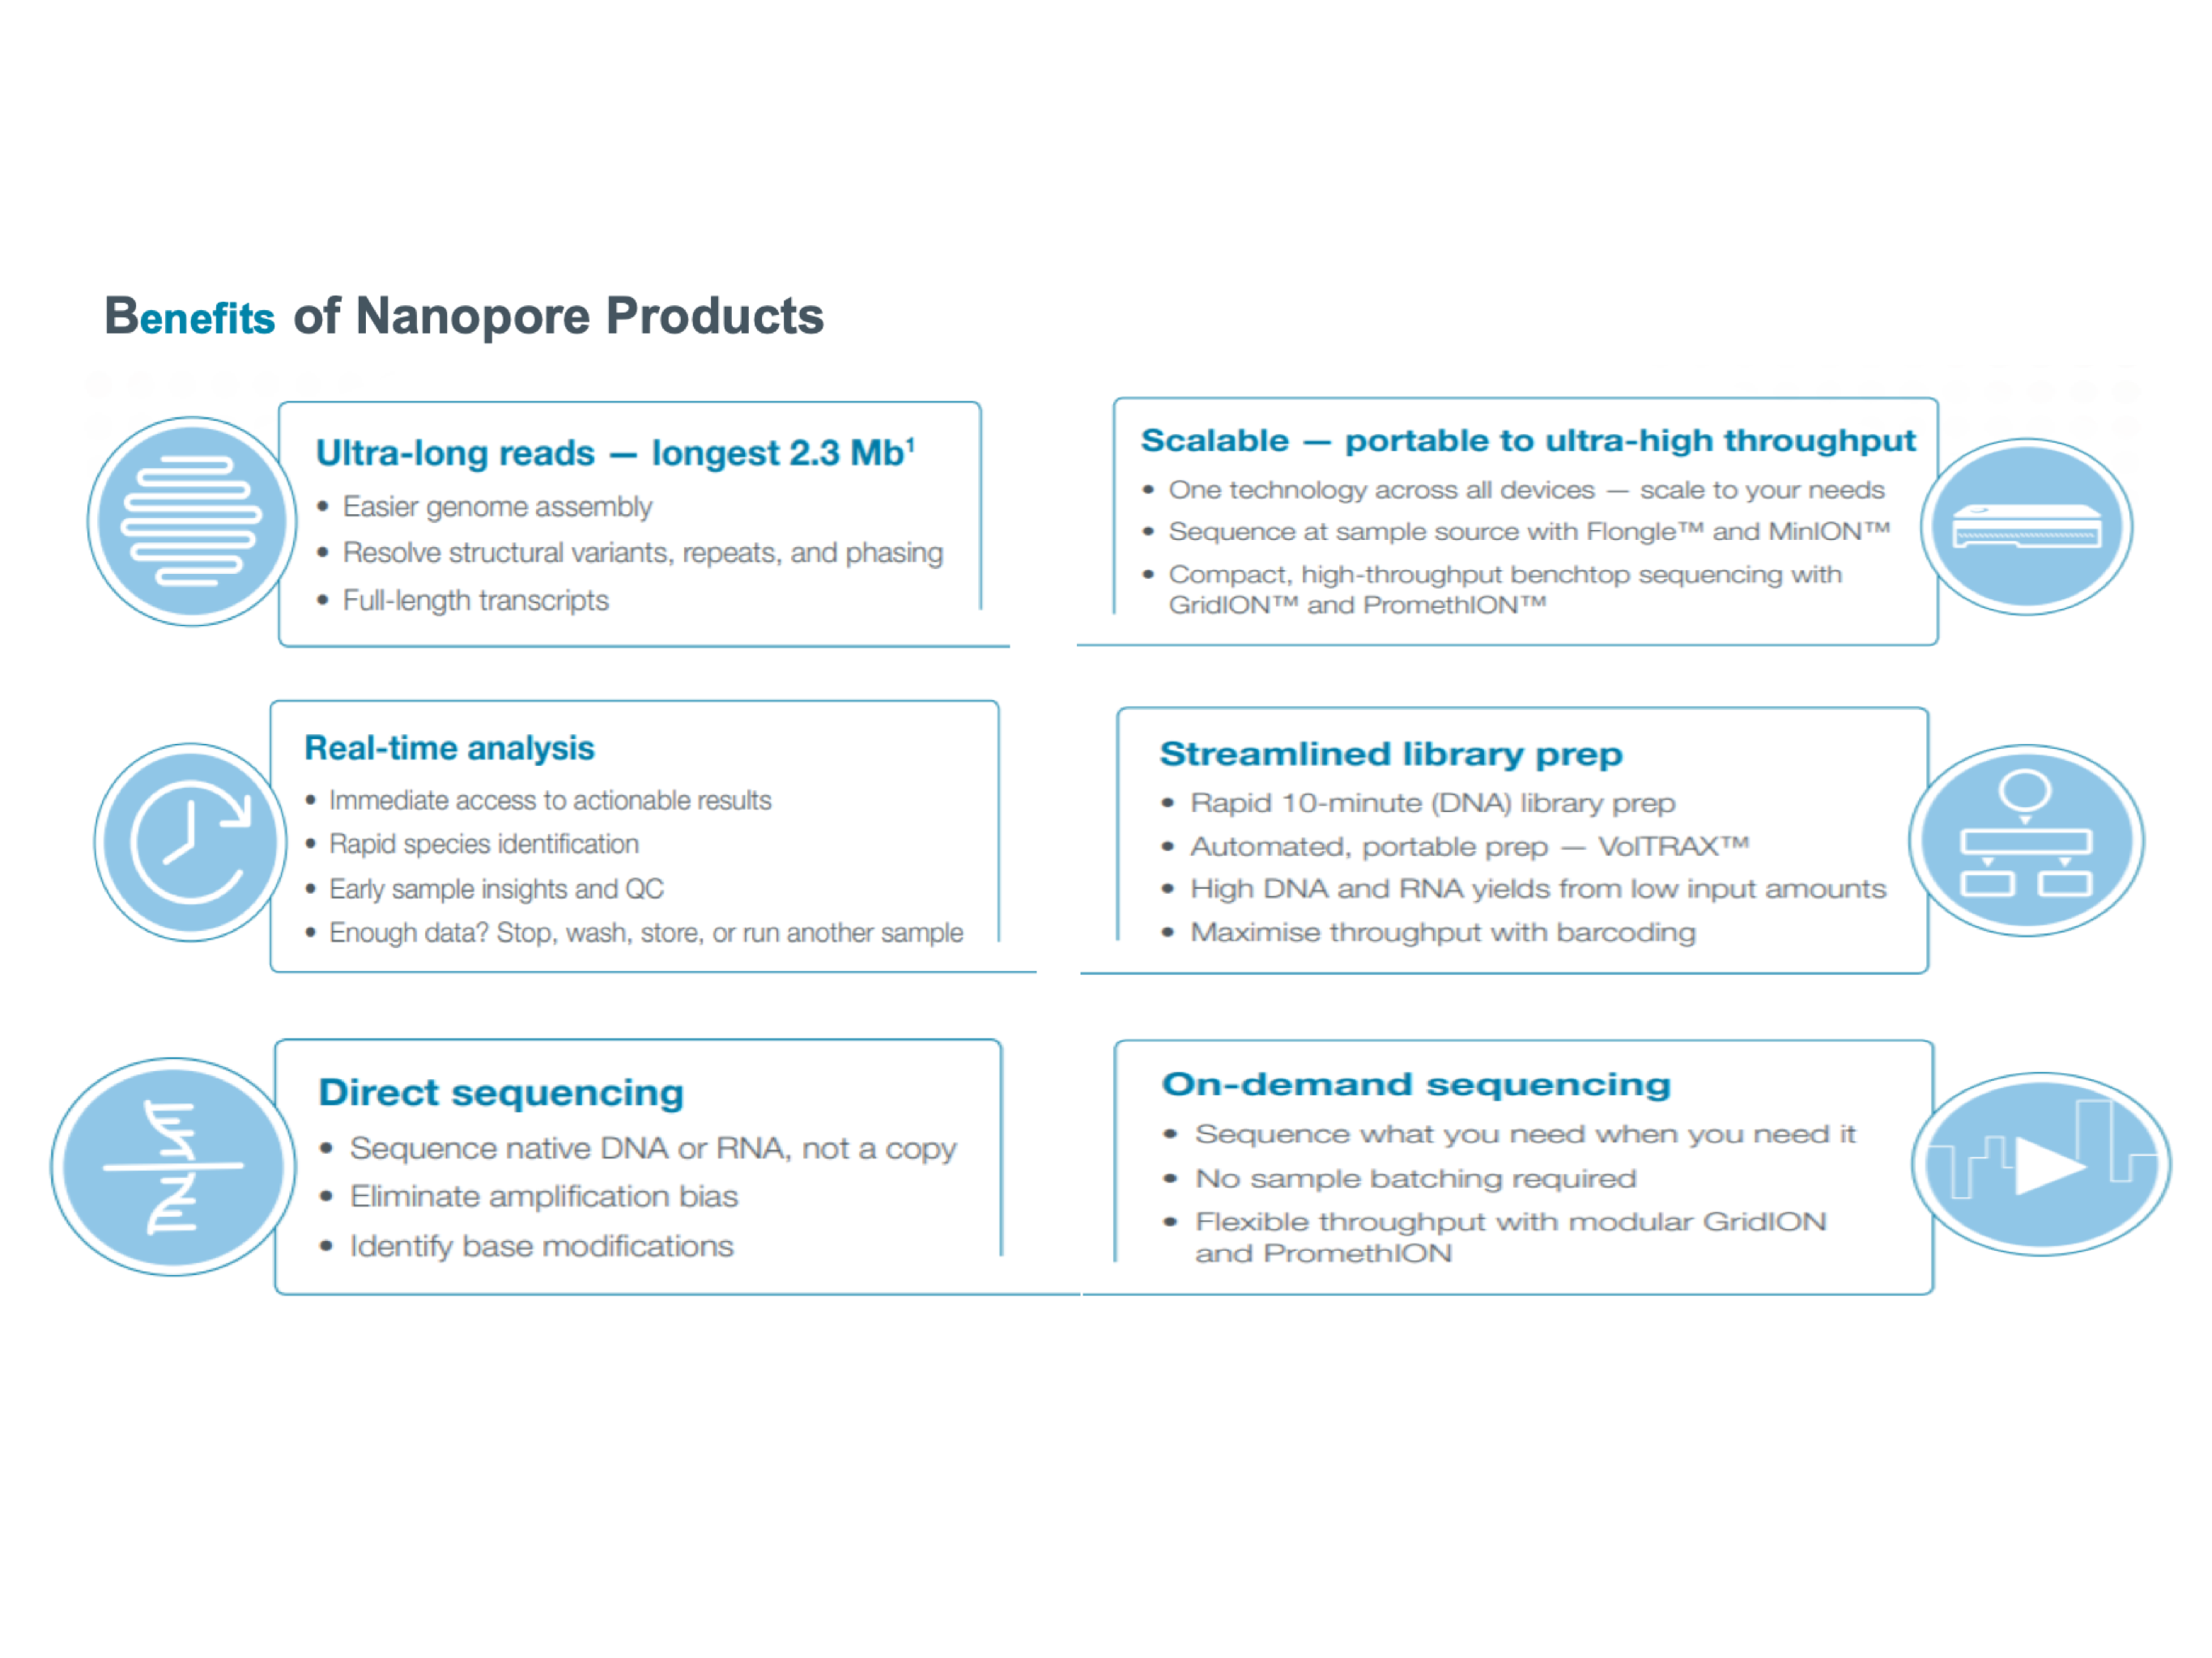 Benefits of Nanopore Products
Ultra-long reads — longest 2.3 Mb¹
• Easier genome assembly
• Resolve structural variants, repeats, and phasing
• Full-length transcripts
Scalable — portable to ultra-high throughput
• One technology across all devices — scale to your needs
• Sequence at sample source with Flongle™ and MinION™
• Compact, high-throughput benchtop sequencing with
GridION™ and PromethION™
Real-time analysis
• Immediate access to actionable results
• Rapid species identification
• Early sample insights and QC
• Enough data? Stop, wash, store, or run another sample
Streamlined library prep
• Rapid 10-minute (DNA) library prep
• Automated, portable prep — VolTRAX™
• High DNA and RNA yields from low input amounts
• Maximise throughput with barcoding
Direct sequencing
• Sequence native DNA or RNA, not a copy
• Eliminate amplification bias
• Identify base modifications
On-demand sequencing
• Sequence what you need when you need it
• No sample batching required
• Flexible throughput with modular GridION
and PromethION